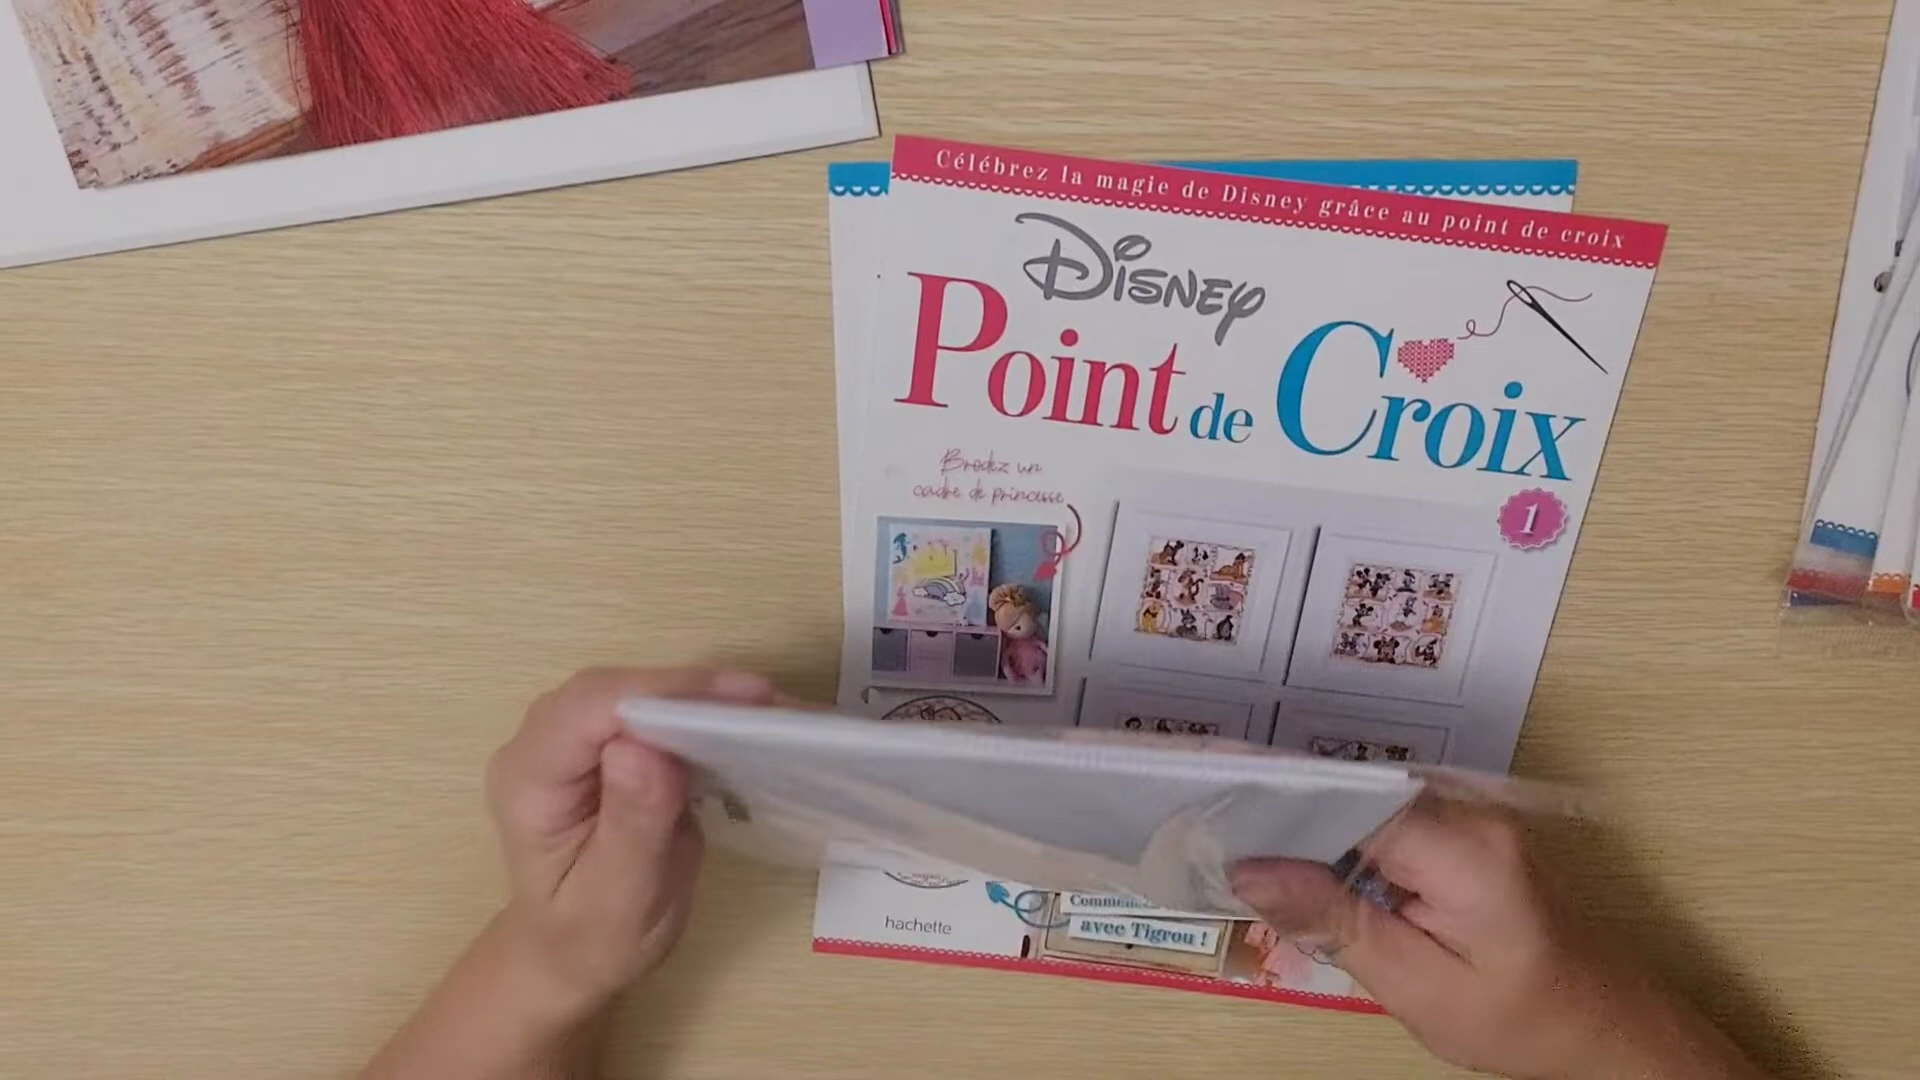 Célébrez la magie de Disney grâce au point de croix
Disney
Point de Croix
1
Brodez un
cadre de princesse
avec Tigrou !
hachette